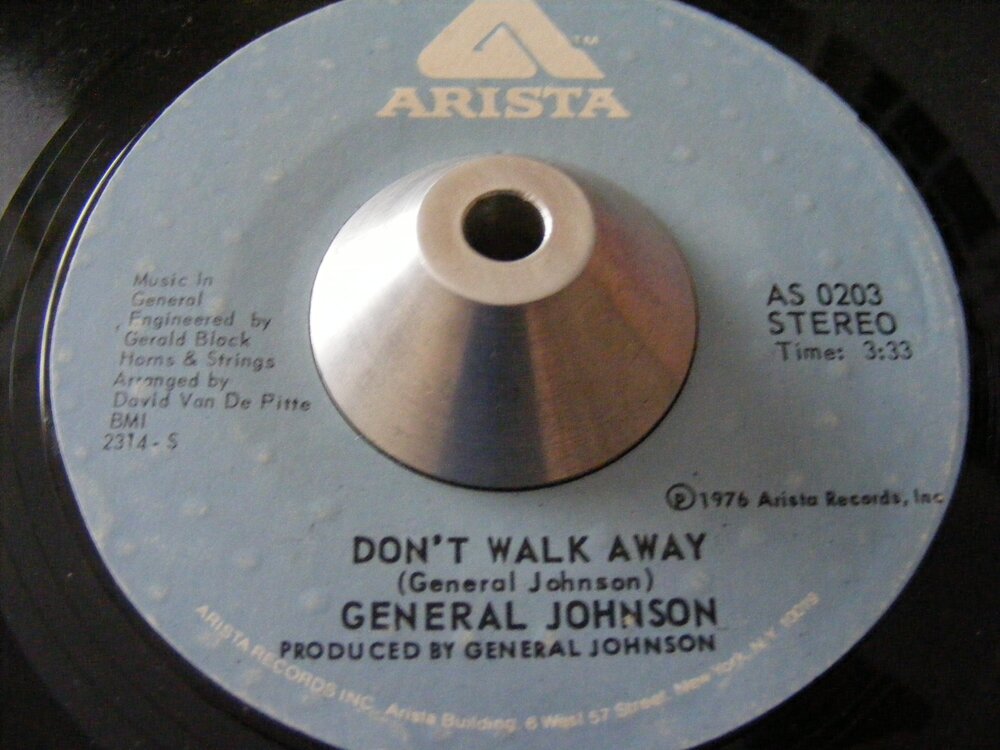 TM
ARISTA
Music In
General
Engineered by
Gerald Block
Horns & Strings
Arranged by
David Van De Pitte
BMI
2314-S
AS 0203
STEREO
Time: 3:33
℗1976 Arista Records, Inc
DON'T WALK AWAY
(General Johnson)
GENERAL JOHNSON
PRODUCED BY GENERAL JOHNSON
ARISTA RECORDS INC. Arista Building, 6 West 57 Street, New York, N.Y. 10019